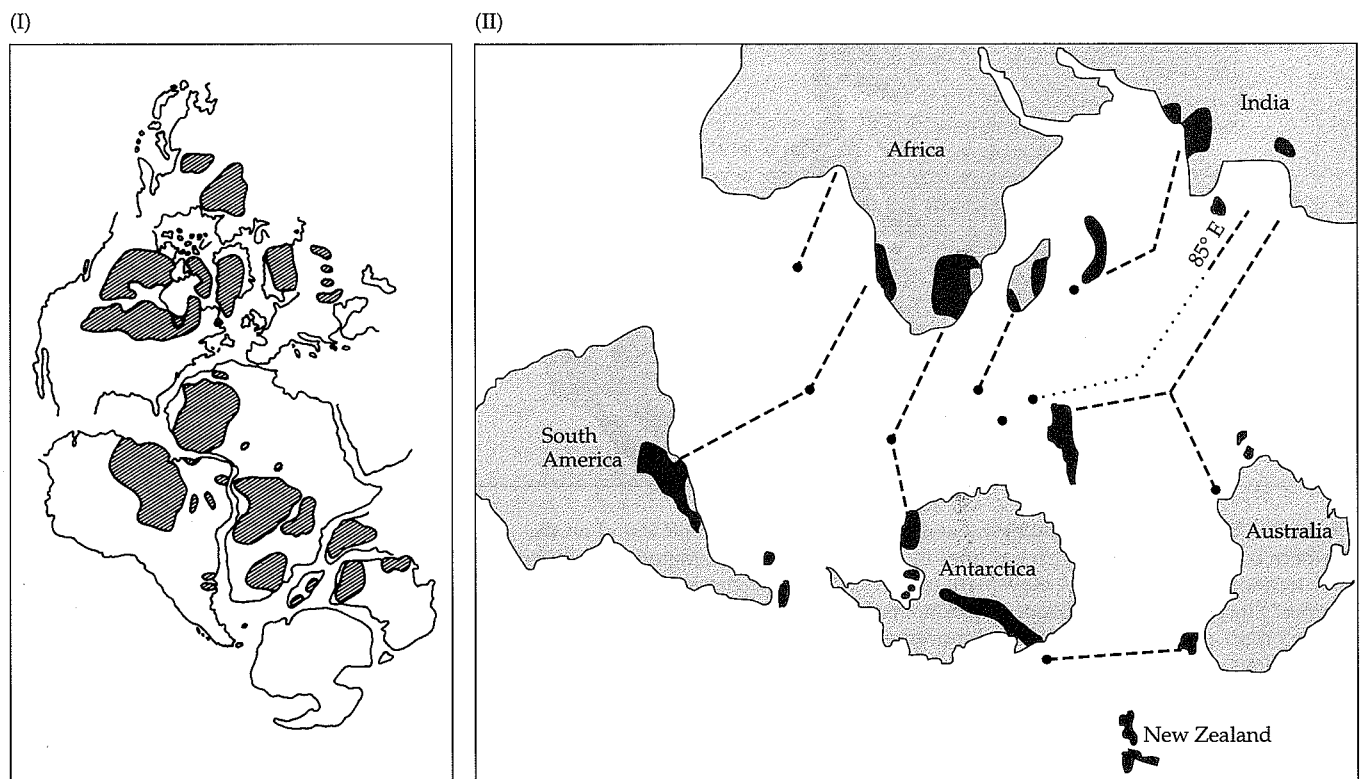 (I)
(II)
India
Africa
85° E
South
America
Australia
Antarctica
New Zealand